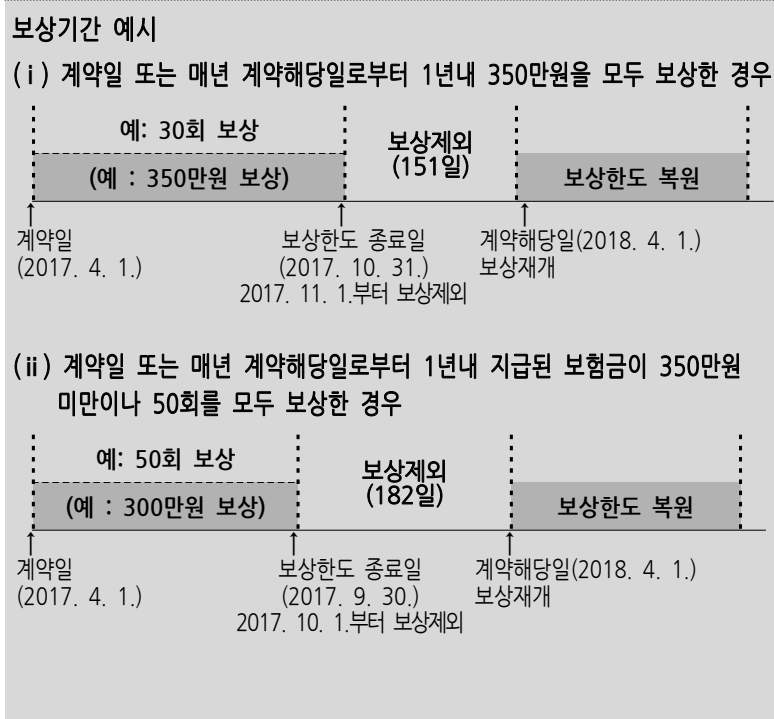 보상기간 예시
(ⅰ) 계약일 또는 매년 계약해당일로부터 1년내 350만원을 모두 보상한 경우
예: 30회 보상
(예 : 350만원 보상)
보상제외
(151일)
보상한도 복원
계약일
(2017. 4. 1.)
보상한도 종료일
(2017. 10. 31.)
2017. 11. 1.부터 보상제외
계약해당일(2018. 4. 1.)
보상재개
(ⅱ) 계약일 또는 매년 계약해당일로부터 1년내 지급된 보험금이 350만원
미만이나 50회를 모두 보상한 경우
예: 50회 보상
(예 : 300만원 보상)
보상제외
(182일)
보상한도 복원
계약일
(2017. 4. 1.)
보상한도 종료일
(2017. 9. 30.)
2017. 10. 1.부터 보상제외
계약해당일(2018. 4. 1.)
보상재개